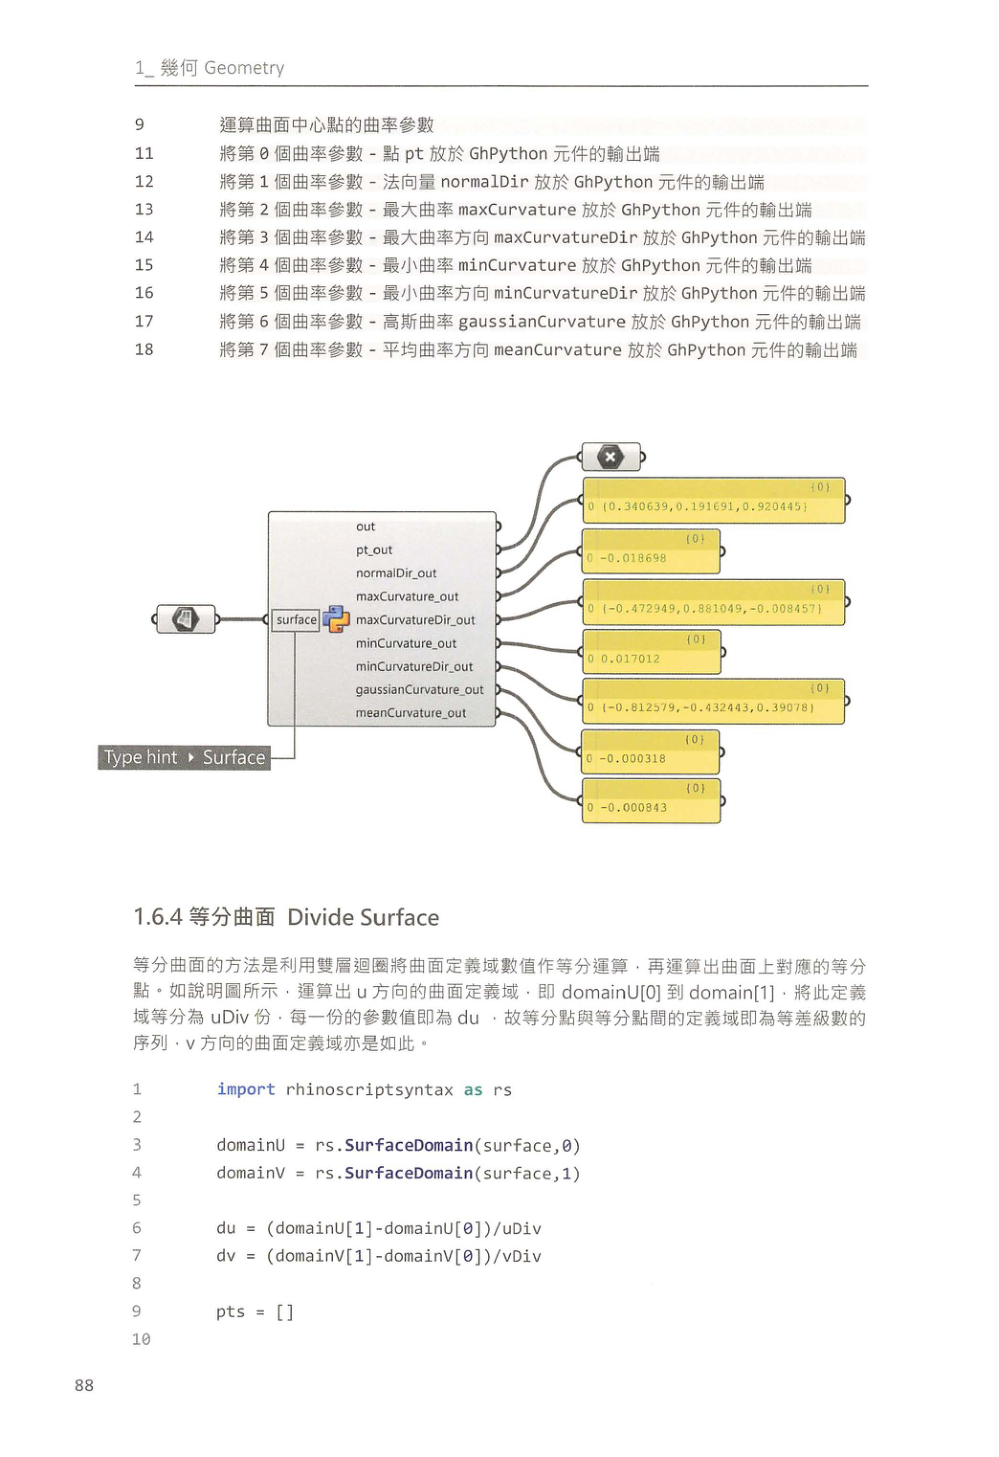 1_ 幾何 Geometry
9 運算曲面中心點的曲率參數
11 將第 0 個曲率參數 - 點 pt 放於 GhPython 元件的輸出端
12 將第 1 個曲率參數 - 法向量 normalDir 放於 GhPython 元件的輸出端
13 將第 2 個曲率參數 - 最大曲率 maxCurvature 放於 GhPython 元件的輸出端
14 將第 3 個曲率參數 - 最大曲率方向 maxCurvatureDir 放於 GhPython 元件的輸出端
15 將第 4 個曲率參數 - 最小曲率 minCurvature 放於 GhPython 元件的輸出端
16 將第 5 個曲率參數 - 最小曲率方向 minCurvatureDir 放於 GhPython 元件的輸出端
17 將第 6 個曲率參數 - 高斯曲率 gaussianCurvature 放於 GhPython 元件的輸出端
18 將第 7 個曲率參數 - 平均曲率方向 meanCurvature 放於 GhPython 元件的輸出端
surface
out
pt_out
normalDir_out
maxCurvature_out
maxCurvatureDir_out
minCurvature_out
minCurvatureDir_out
gaussianCurvature_out
meanCurvature_out
Type hint ▸ Surface
{0}
0 {0.340639,0.191691,0.920445}
{0}
0 -0.018698
{0}
0 {-0.472949,0.881049,-0.008457}
{0}
0 0.017012
{0}
0 {-0.812579,-0.432443,0.39078}
{0}
0 -0.000318
{0}
0 -0.000843
1.6.4 等分曲面 Divide Surface
等分曲面的方法是利用雙層迴圈將曲面定義域數值作等分運算，再運算出曲面上對應的等分
點。如說明圖所示，運算出 u 方向的曲面定義域，即 domainU[0] 到 domain[1]，將此定義
域等分為 uDiv 份，每一份的參數值即為 du ，故等分點與等分點間的定義域即為等差級數的
序列，v 方向的曲面定義域亦是如此。
1 import rhinoscriptsyntax as rs
2
3 domainU = rs.SurfaceDomain(surface,0)
4 domainV = rs.SurfaceDomain(surface,1)
5
6 du = (domainU[1]-domainU[0])/uDiv
7 dv = (domainV[1]-domainV[0])/vDiv
8
9 pts = []
10
88